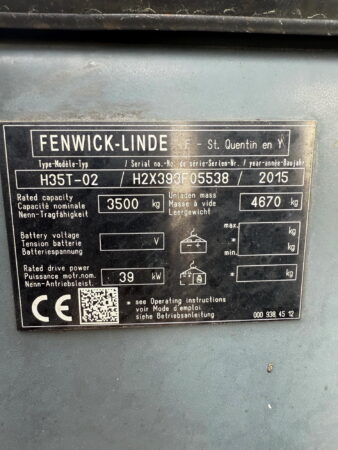 FENWICK-LINDE - St. Quentin en Y
Type-Modèle-Typ / Serial no.-No. de série-Serien-Nr. / year-année-Baujahr
H35T-02 / H2X393F05538 / 2015
Rated capacity
Capacité nominale 3500 kg
Nenn-Tragfähigkeit
Unladen mass
Masse à vide 4670 kg
Leergewicht
Battery voltage
Tension batterie V
Batteriespannung
max. kg
*
min. kg
Rated drive power
Puissance motr.nom. 39 kW
Nenn-Antriebsleist.
* kg
CE
* see Operating instructions
voir Mode d'emploi
siehe Betriebsanleitung
000 938 45 12